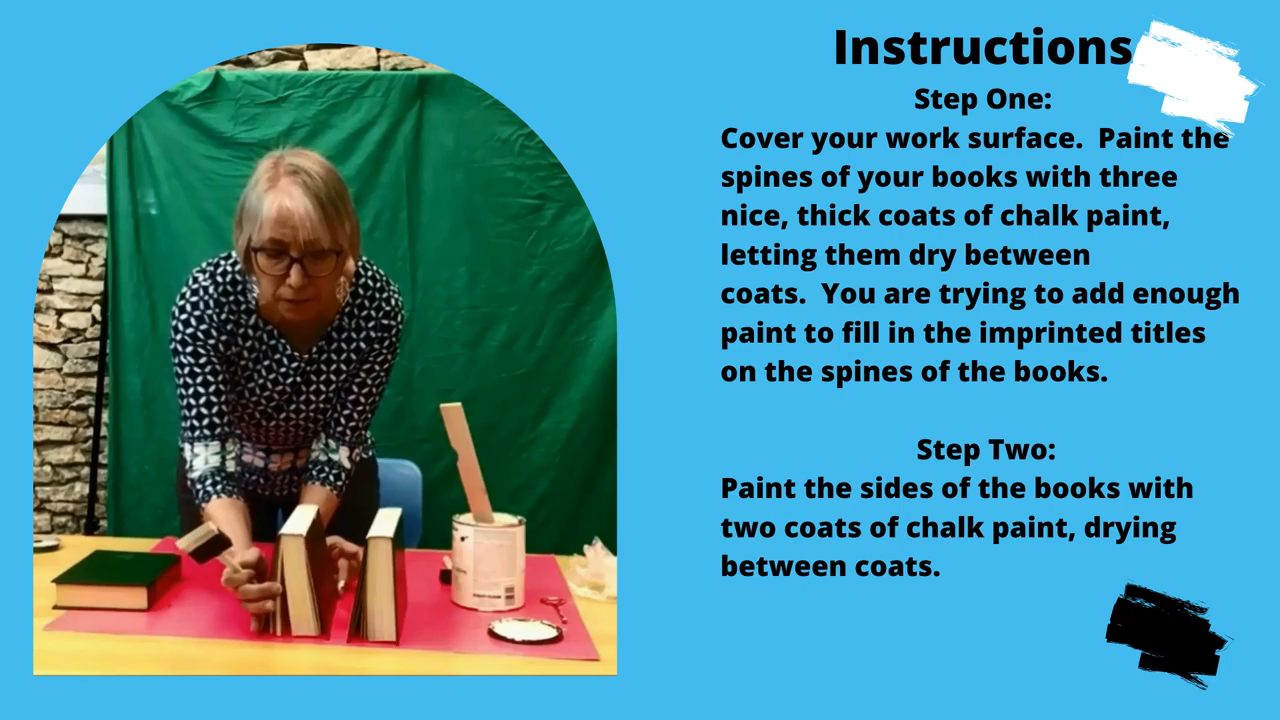 Instructions
Step One:
Cover your work surface.  Paint the
spines of your books with three
nice, thick coats of chalk paint,
letting them dry between
coats.  You are trying to add enough
paint to fill in the imprinted titles
on the spines of the books.
Step Two:
Paint the sides of the books with
two coats of chalk paint, drying
between coats.